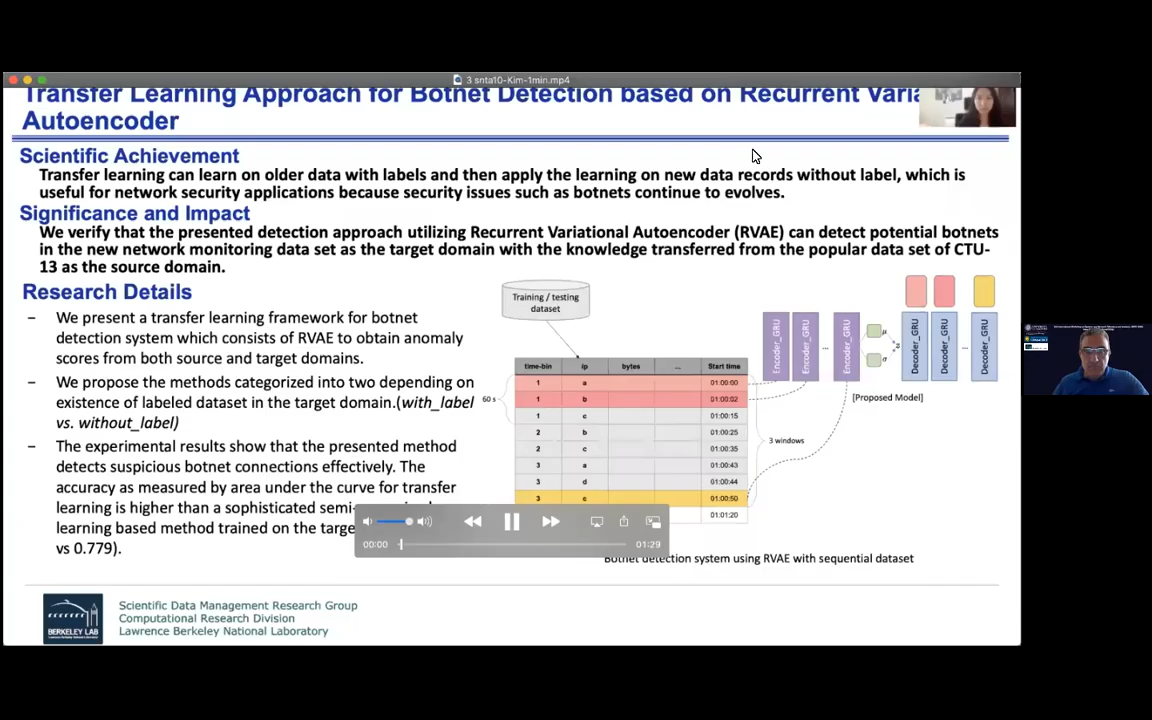 3 snta10-Kim-1min.mp4
Transfer Learning Approach for Botnet Detection based on Recurrent Varia
Autoencoder
Scientific Achievement
Transfer learning can learn on older data with labels and then apply the learning on new data records without label, which is
useful for network security applications because security issues such as botnets continue to evolves.
Significance and Impact
We verify that the presented detection approach utilizing Recurrent Variational Autoencoder (RVAE) can detect potential botnets
in the new network monitoring data set as the target domain with the knowledge transferred from the popular data set of CTU-
13 as the source domain.
Research Details
– We present a transfer learning framework for botnet
detection system which consists of RVAE to obtain anomaly
scores from both source and target domains.
– We propose the methods categorized into two depending on
existence of labeled dataset in the target domain.(with_label
vs. without_label)
– The experimental results show that the presented method
detects suspicious botnet connections effectively. The
accuracy as measured by area under the curve for transfer
learning is higher than a sophisticated semi-
learning based method trained on the targe
vs 0.779).
Training / testing
dataset
time-bin ip bytes ... Start time
1 a 01:00:00
1 b 01:00:02
1 c 01:00:15
2 b 01:00:25
2 c 01:00:35
3 a 01:00:43
3 d 01:00:44
3 c 01:00:50
01:01:20
60 s
3 windows
Encoder_GRU
Encoder_GRU
...
Encoder_GRU
μ
σ
Decoder_GRU
Decoder_GRU
...
Decoder_GRU
[Proposed Model]
Botnet detection system using RVAE with sequential dataset
00:00
01:29
BERKELEY LAB
Scientific Data Management Research Group
Computational Research Division
Lawrence Berkeley National Laboratory